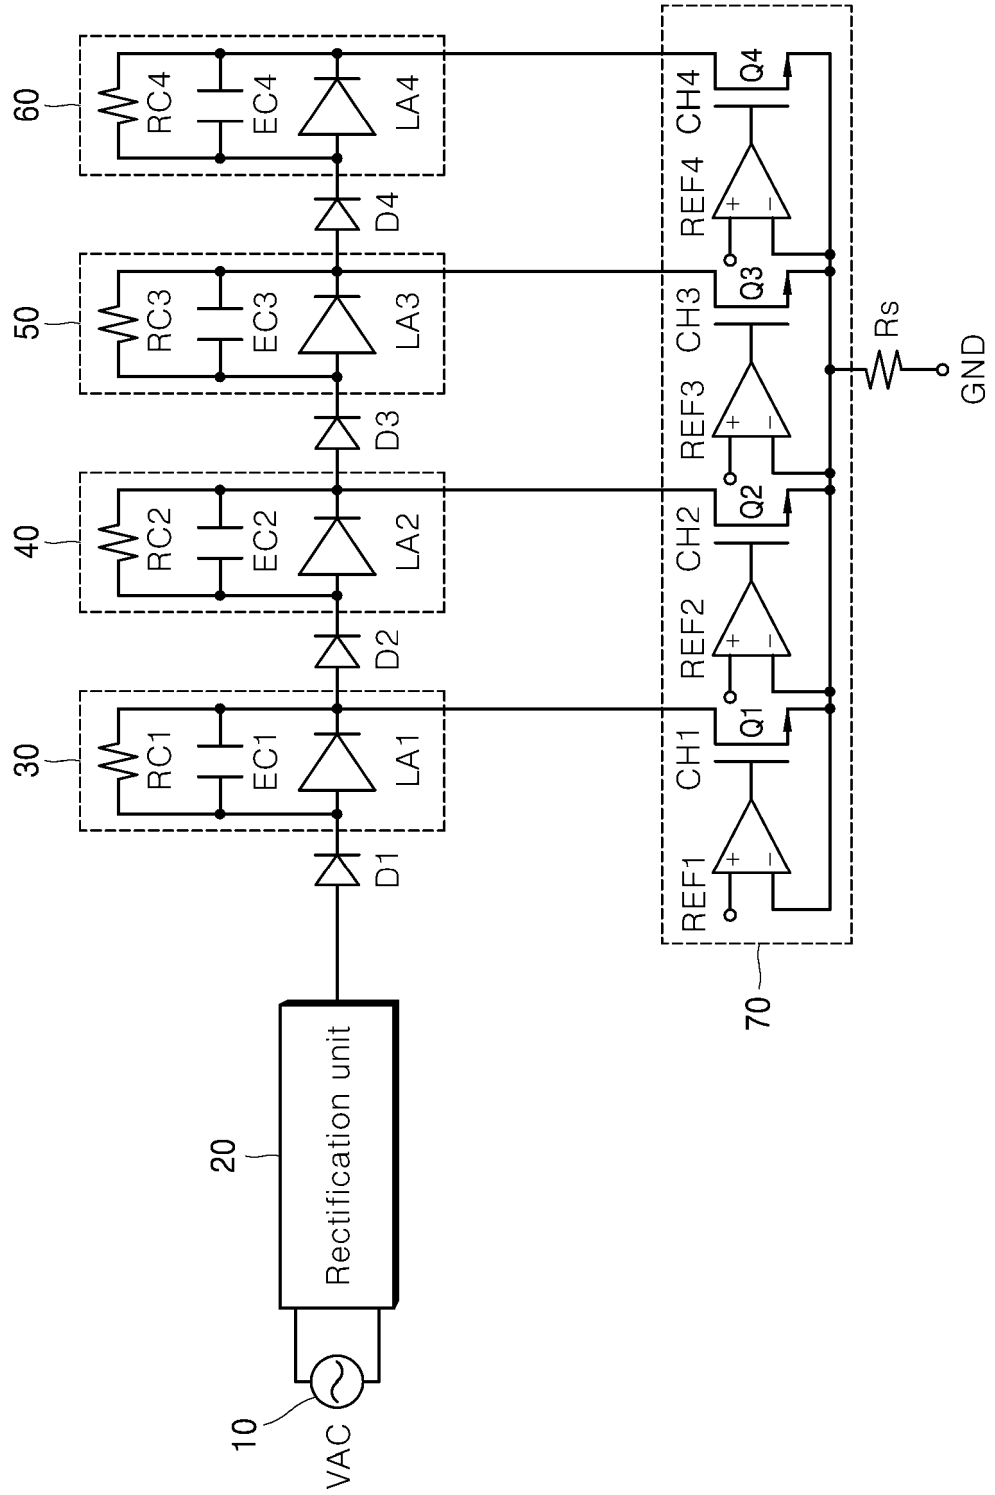 10
VAC
20
Rectification unit
D1
30
RC1
EC1
LA1
D2
40
RC2
EC2
LA2
D3
50
RC3
EC3
LA3
D4
60
RC4
EC4
LA4
70
REF1
+
−
CH1
Q1
REF2
+
−
CH2
Q2
REF3
+
−
CH3
Q3
REF4
+
−
CH4
Q4
Rs
GND